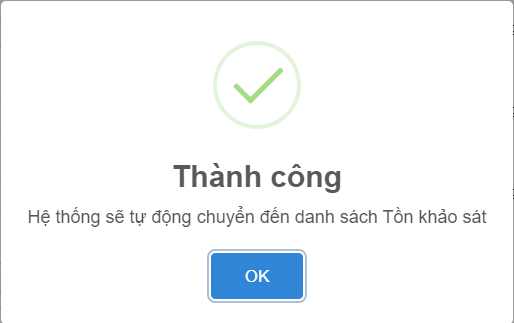 Thành công
Hệ thống sẽ tự động chuyển đến danh sách Tồn khảo sát
OK